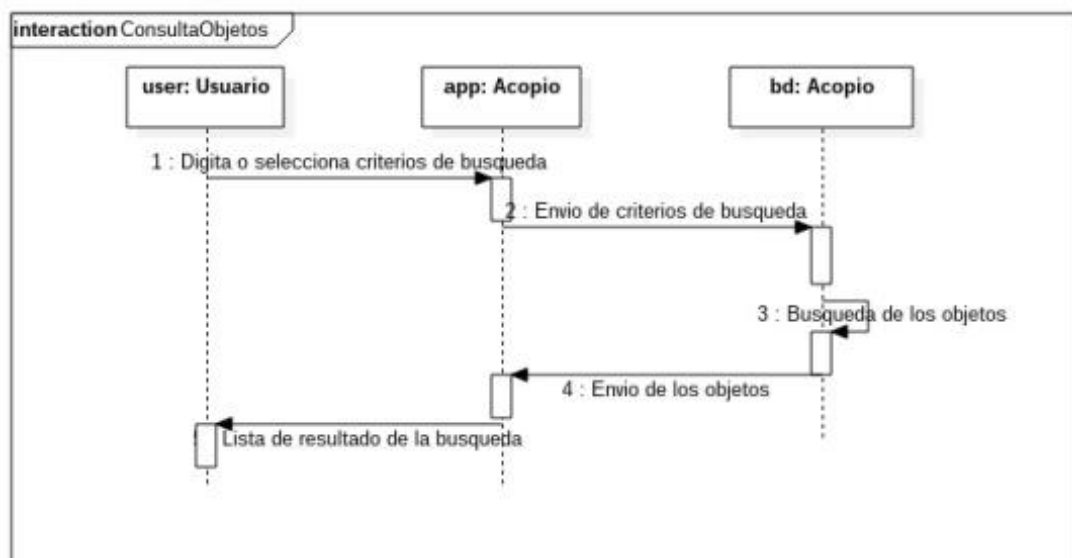 interaction ConsultaObjetos
user: Usuario
app: Acopio
bd: Acopio
1 : Digita o selecciona criterios de busqueda
2 : Envio de criterios de busqueda
3 : Busqueda de los objetos
4 : Envio de los objetos
Lista de resultado de la busqueda